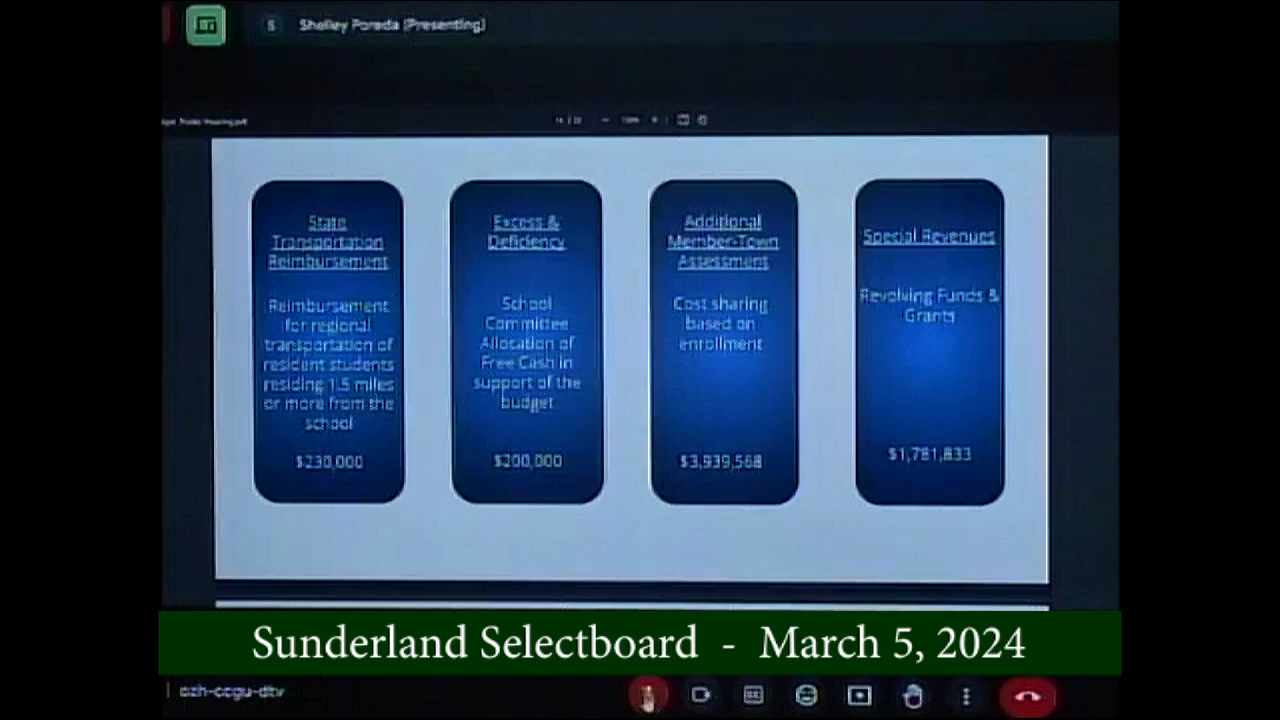 S Shelley Poreda (Presenting)
State
Transportation
Reimbursement
Reimbursement
for regional
transportation of
resident students
residing 1.5 miles
or more from the
school
$230,000
Excess &
Deficiency
School
Committee
Allocation of
Free Cash in
support of the
budget
$200,000
Additional
Member-Town
Assessment
Cost sharing
based on
enrollment
$3,939,568
Special Revenues
Revolving Funds &
Grants
$1,781,833
Sunderland Selectboard - March 5, 2024